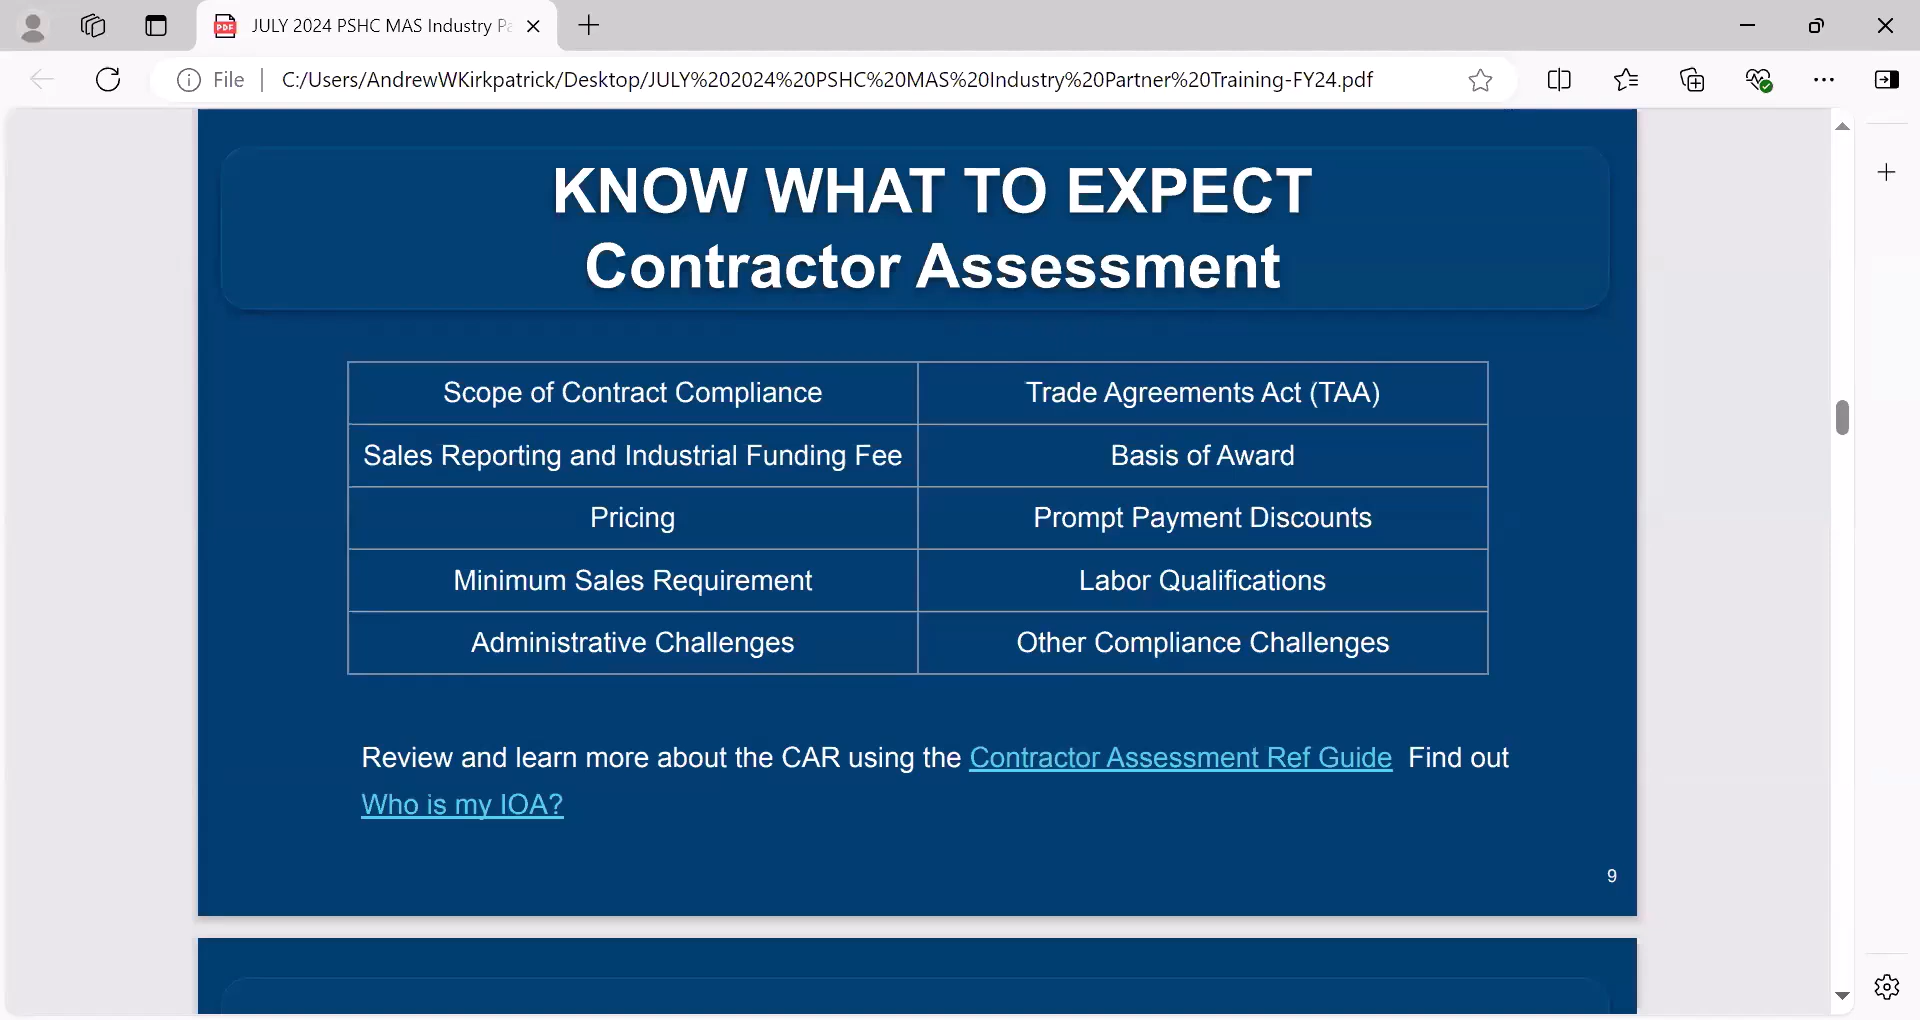 JULY 2024 PSHC MAS Industry Pa
File
C:/Users/AndrewWKirkpatrick/Desktop/JULY%202024%20PSHC%20MAS%20Industry%20Partner%20Training-FY24.pdf
KNOW WHAT TO EXPECT
Contractor Assessment
Scope of Contract Compliance
Trade Agreements Act (TAA)
Sales Reporting and Industrial Funding Fee
Basis of Award
Pricing
Prompt Payment Discounts
Minimum Sales Requirement
Labor Qualifications
Administrative Challenges
Other Compliance Challenges
Review and learn more about the CAR using the Contractor Assessment Ref Guide Find out
Who is my IOA?
9